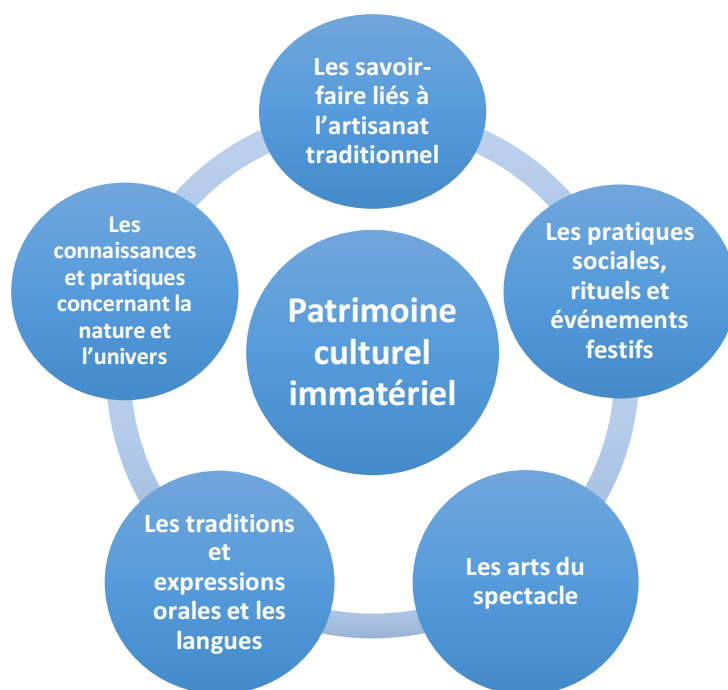 Les savoir-
faire liés à
l’artisanat
traditionnel
Les pratiques
sociales,
rituels et
événements
festifs
Les arts du
spectacle
Les traditions
et
expressions
orales et les
langues
Les
connaissances
et pratiques
concernant la
nature et
l’univers
Patrimoine
culturel
immatériel